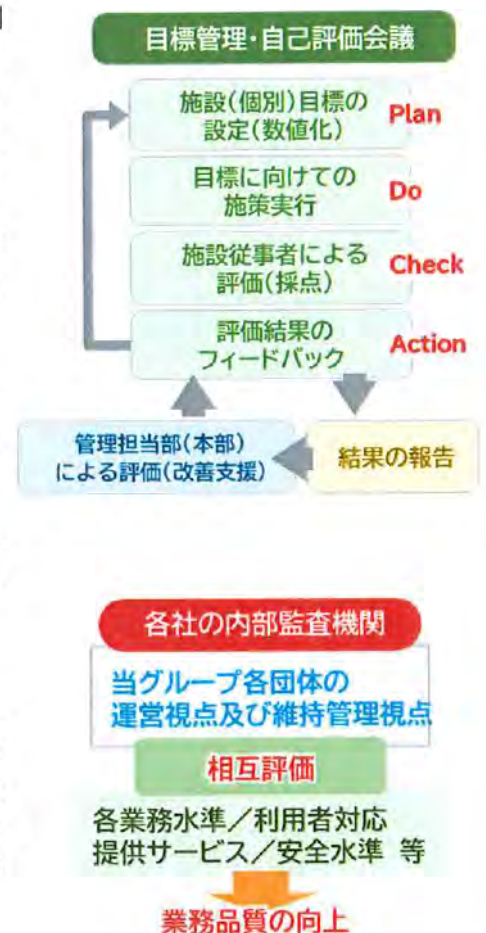 目標管理・自己評価会議
施設(個別)目標の
設定(数値化)
Plan
目標に向けての
施策実行
Do
施設従事者による
評価(採点)
Check
評価結果の
フィードバック
Action
管理担当部(本部)
による評価(改善支援)
結果の報告
各社の内部監査機関
当グループ各団体の
運営視点及び維持管理視点
相互評価
各業務水準/利用者対応
提供サービス/安全水準 等
業務品質の向上